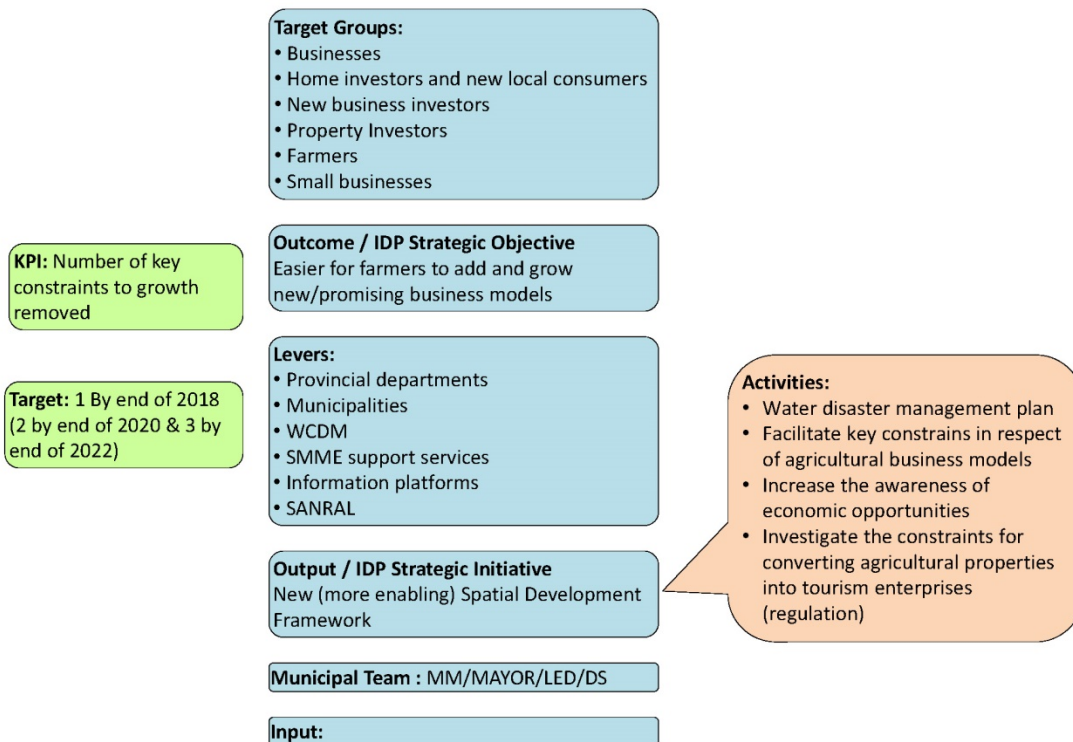 Target Groups:
• Businesses
• Home investors and new local consumers
• New business investors
• Property Investors
• Farmers
• Small businesses
KPI: Number of key
constraints to growth
removed
Outcome / IDP Strategic Objective
Easier for farmers to add and grow
new/promising business models
Target: 1 By end of 2018
(2 by end of 2020 & 3 by
end of 2022)
Levers:
• Provincial departments
• Municipalities
• WCDM
• SMME support services
• Information platforms
• SANRAL
Activities:
• Water disaster management plan
• Facilitate key constrains in respect
of agricultural business models
• Increase the awareness of
economic opportunities
• Investigate the constraints for
converting agricultural properties
into tourism enterprises
(regulation)
Output / IDP Strategic Initiative
New (more enabling) Spatial Development
Framework
Municipal Team : MM/MAYOR/LED/DS
Input: